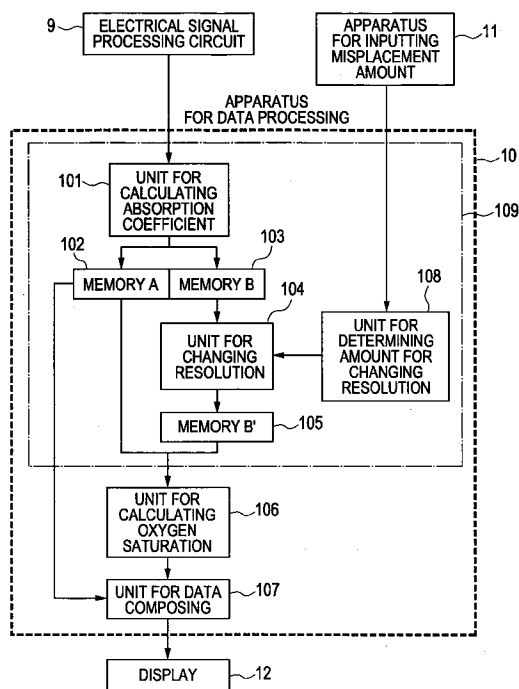 9
ELECTRICAL SIGNAL
PROCESSING CIRCUIT
APPARATUS
FOR INPUTTING
MISPLACEMENT
AMOUNT
11
APPARATUS
FOR DATA PROCESSING
10
109
101
UNIT FOR
CALCULATING
ABSORPTION
COEFFICIENT
102
103
MEMORY A
MEMORY B
104
108
UNIT FOR
CHANGING
RESOLUTION
UNIT FOR
DETERMINING
AMOUNT FOR
CHANGING
RESOLUTION
MEMORY B'
105
UNIT FOR
CALCULATING
OXYGEN
SATURATION
106
UNIT FOR DATA
COMPOSING
107
DISPLAY
12